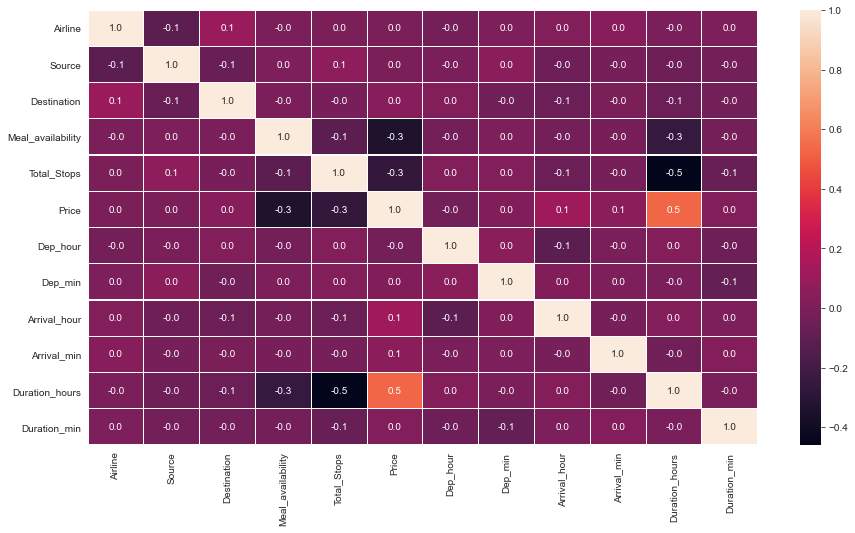 Airline 1.0 -0.1 0.1 -0.0 0.0 0.0 -0.0 0.0 0.0 0.0 -0.0 0.0
Source -0.1 1.0 -0.1 0.0 0.1 0.0 -0.0 0.0 -0.0 -0.0 -0.0 -0.0
Destination 0.1 -0.1 1.0 -0.0 -0.0 0.0 0.0 -0.0 -0.1 -0.0 -0.1 -0.0
Meal_availability -0.0 0.0 -0.0 1.0 -0.1 -0.3 -0.0 0.0 -0.0 -0.0 -0.3 -0.0
Total_Stops 0.0 0.1 -0.0 -0.1 1.0 -0.3 0.0 0.0 -0.1 -0.0 -0.5 -0.1
Price 0.0 0.0 0.0 -0.3 -0.3 1.0 -0.0 0.0 0.1 0.1 0.5 0.0
Dep_hour -0.0 -0.0 0.0 -0.0 0.0 -0.0 1.0 0.0 -0.1 -0.0 0.0 -0.0
Dep_min 0.0 0.0 -0.0 0.0 0.0 0.0 0.0 1.0 0.0 0.0 -0.0 -0.1
Arrival_hour 0.0 -0.0 -0.1 -0.0 -0.1 0.1 -0.1 0.0 1.0 -0.0 0.0 0.0
Arrival_min 0.0 -0.0 -0.0 -0.0 -0.0 0.1 -0.0 0.0 -0.0 1.0 -0.0 0.0
Duration_hours -0.0 -0.0 -0.1 -0.3 -0.5 0.5 0.0 -0.0 0.0 -0.0 1.0 -0.0
Duration_min 0.0 -0.0 -0.0 -0.0 -0.1 0.0 -0.0 -0.1 0.0 0.0 -0.0 1.0
Airline Source Destination Meal_availability Total_Stops Price Dep_hour Dep_min Arrival_hour Arrival_min Duration_hours Duration_min
1.0
0.8
0.6
0.4
0.2
0.0
−0.2
−0.4